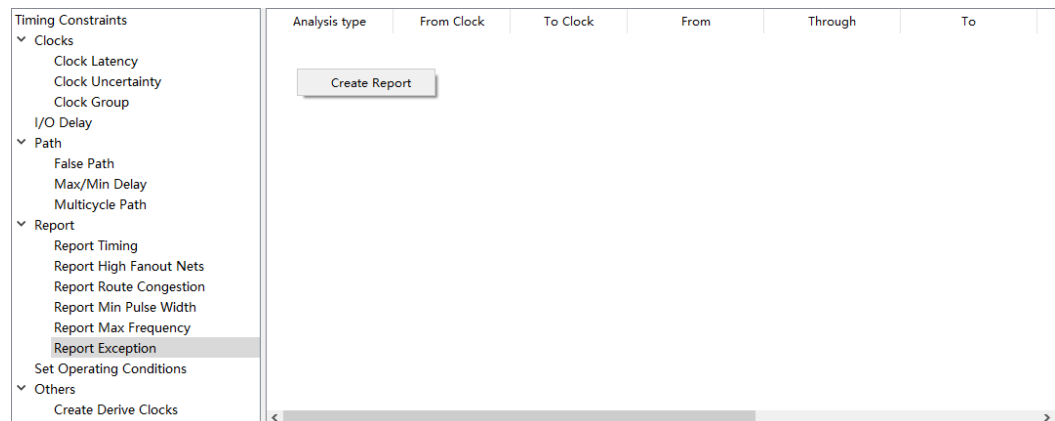 Timing Constraints
Clocks
Clock Latency
Clock Uncertainty
Clock Group
I/O Delay
Path
False Path
Max/Min Delay
Multicycle Path
Report
Report Timing
Report High Fanout Nets
Report Route Congestion
Report Min Pulse Width
Report Max Frequency
Report Exception
Set Operating Conditions
Others
Create Derive Clocks
Analysis type From Clock To Clock From Through To
Create Report